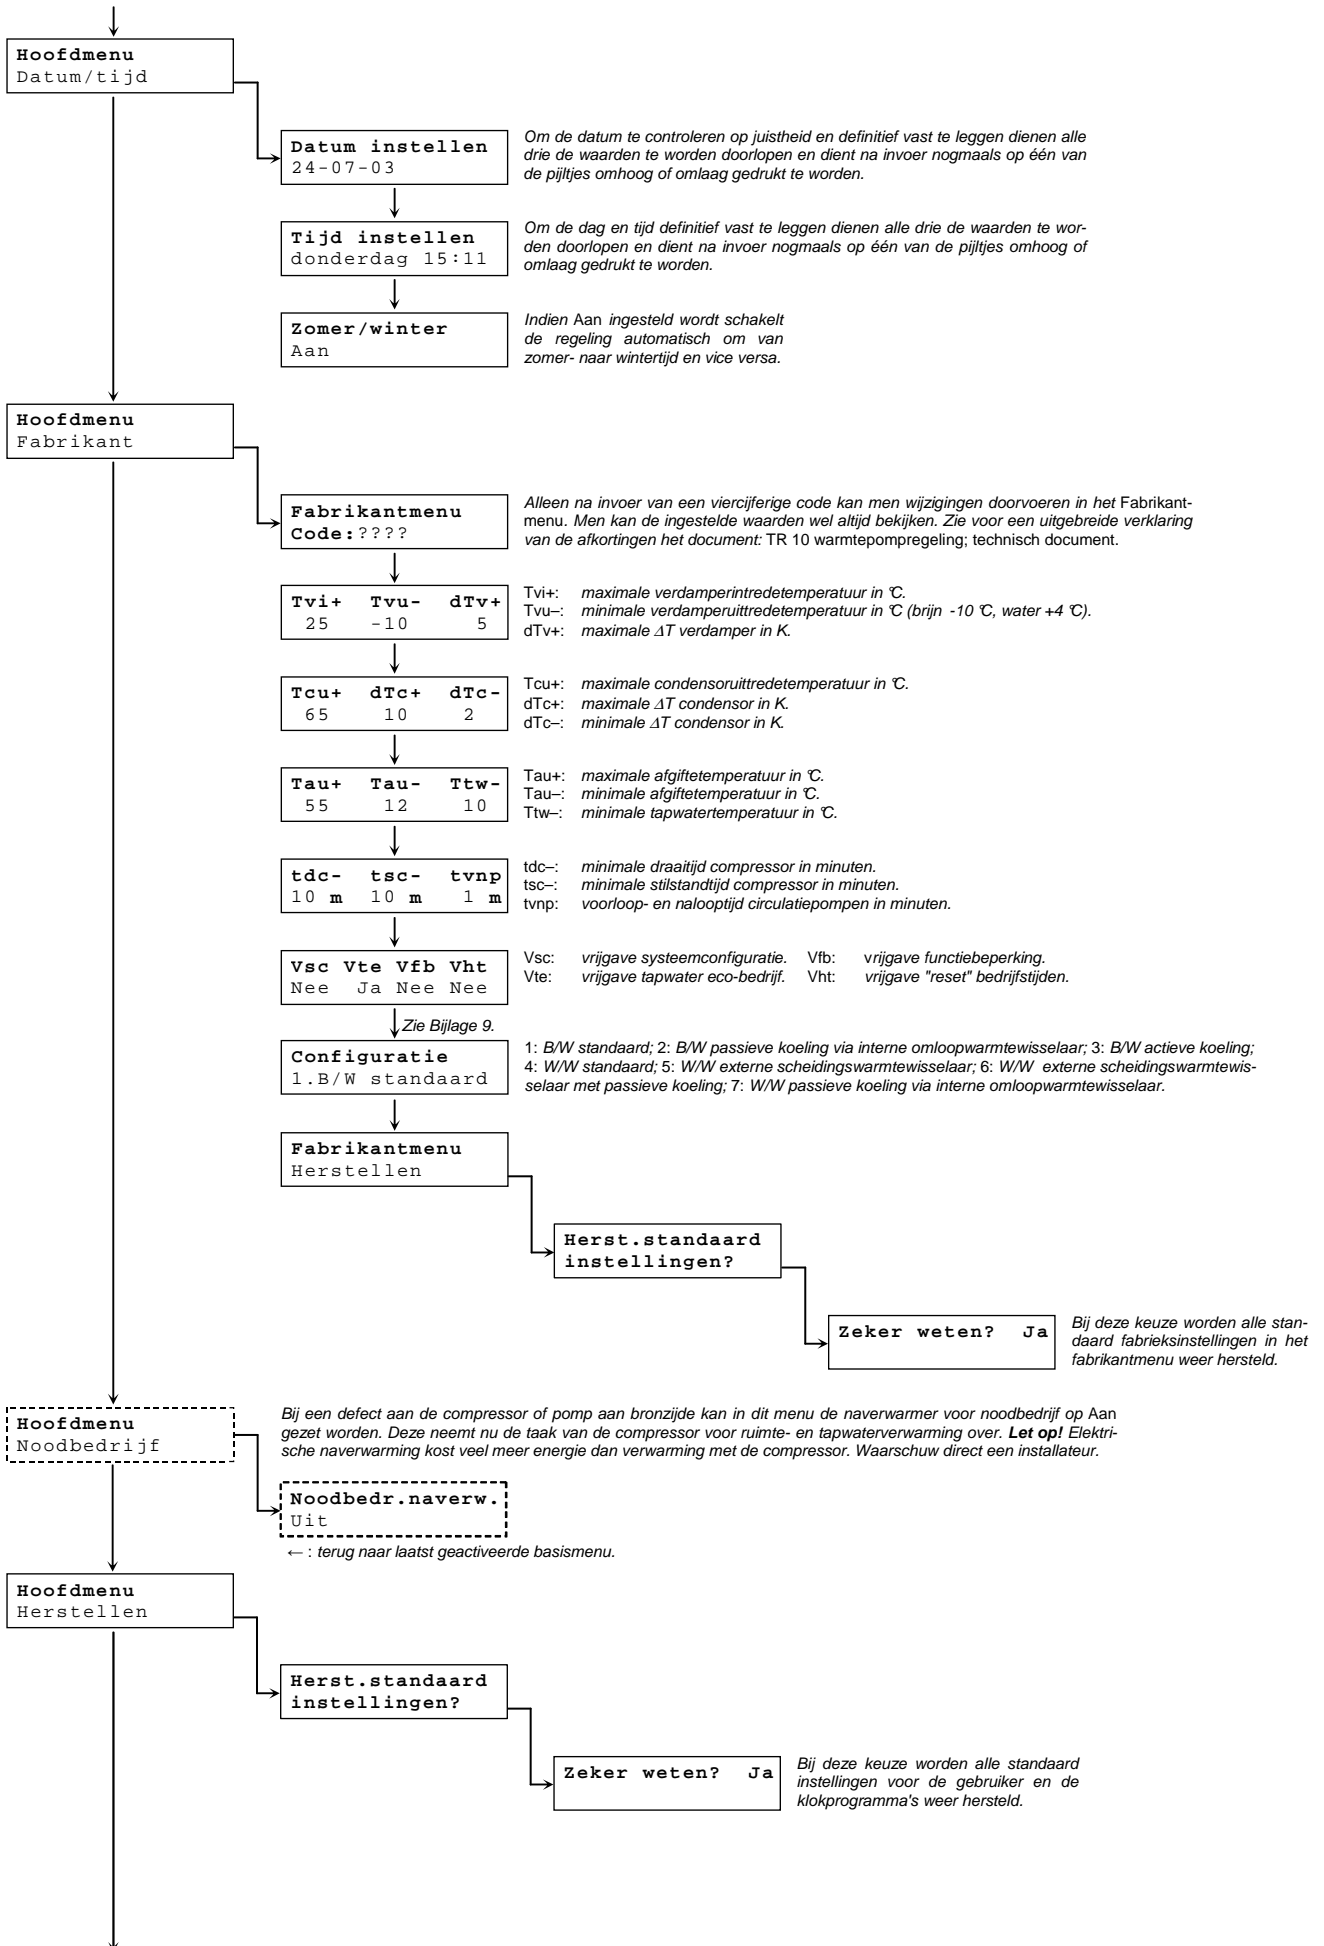 Hoofdmenu
Datum/tijd
Datum instellen
24-07-03
Om de datum te controleren op juistheid en definitief vast te leggen dienen alle
drie de waarden te worden doorlopen en dient na invoer nogmaals op één van
de pijltjes omhoog of omlaag gedrukt te worden.
Tijd instellen
donderdag 15:11
Om de dag en tijd definitief vast te leggen dienen alle drie de waarden te wor-
den doorlopen en dient na invoer nogmaals op één van de pijltjes omhoog of
omlaag gedrukt te worden.
Zomer/winter
Aan
Indien Aan ingesteld wordt schakelt
de regeling automatisch om van
zomer- naar wintertijd en vice versa.
Hoofdmenu
Fabrikant
Fabrikantmenu
Code:????
Alleen na invoer van een viercijferige code kan men wijzigingen doorvoeren in het Fabrikant-
menu. Men kan de ingestelde waarden wel altijd bekijken. Zie voor een uitgebreide verklaring
van de afkortingen het document: TR 10 warmtepompregeling; technisch document.
Tvi+ Tvu- dTv+
25 -10 5
Tvi+: maximale verdamperintredetemperatuur in °C.
Tvu–: minimale verdamperuittredetemperatuur in °C (brijn -10 °C, water +4 °C).
dTv+: maximale ΔT verdamper in K.
Tcu+ dTc+ dTc-
65 10 2
Tcu+: maximale condensoruittredetemperatuur in °C.
dTc+: maximale ΔT condensor in K.
dTc–: minimale ΔT condensor in K.
Tau+ Tau- Ttw-
55 12 10
Tau+: maximale afgiftetemperatuur in °C.
Tau–: minimale afgiftetemperatuur in °C.
Ttw–: minimale tapwatertemperatuur in °C.
tdc- tsc- tvnp
10 m 10 m 1 m
tdc–: minimale draaitijd compressor in minuten.
tsc–: minimale stilstandtijd compressor in minuten.
tvnp: voorloop- en nalooptijd circulatiepompen in minuten.
Vsc Vte Vfb Vht
Nee Ja Nee Nee
Vsc: vrijgave systeemconfiguratie. Vfb: vrijgave functiebeperking.
Vte: vrijgave tapwater eco-bedrijf. Vht: vrijgave "reset" bedrijfstijden.
Zie Bijlage 9.
Configuratie
1.B/W standaard
1: B/W standaard; 2: B/W passieve koeling via interne omloopwarmtewisselaar; 3: B/W actieve koeling;
4: W/W standaard; 5: W/W externe scheidingswarmtewisselaar; 6: W/W externe scheidingswarmtewis-
selaar met passieve koeling; 7: W/W passieve koeling via interne omloopwarmtewisselaar.
Fabrikantmenu
Herstellen
Herst.standaard
instellingen?
Zeker weten? Ja
Bij deze keuze worden alle stan-
daard fabrieksinstellingen in het
fabrikantmenu weer hersteld.
Hoofdmenu
Noodbedrijf
Bij een defect aan de compressor of pomp aan bronzijde kan in dit menu de naverwarmer voor noodbedrijf op Aan
gezet worden. Deze neemt nu de taak van de compressor voor ruimte- en tapwaterverwarming over. Let op! Elektri-
sche naverwarming kost veel meer energie dan verwarming met de compressor. Waarschuw direct een installateur.
Noodbedr.naverw.
Uit
← : terug naar laatst geactiveerde basismenu.
Hoofdmenu
Herstellen
Herst.standaard
instellingen?
Zeker weten? Ja
Bij deze keuze worden alle standaard
instellingen voor de gebruiker en de
klokprogramma's weer hersteld.